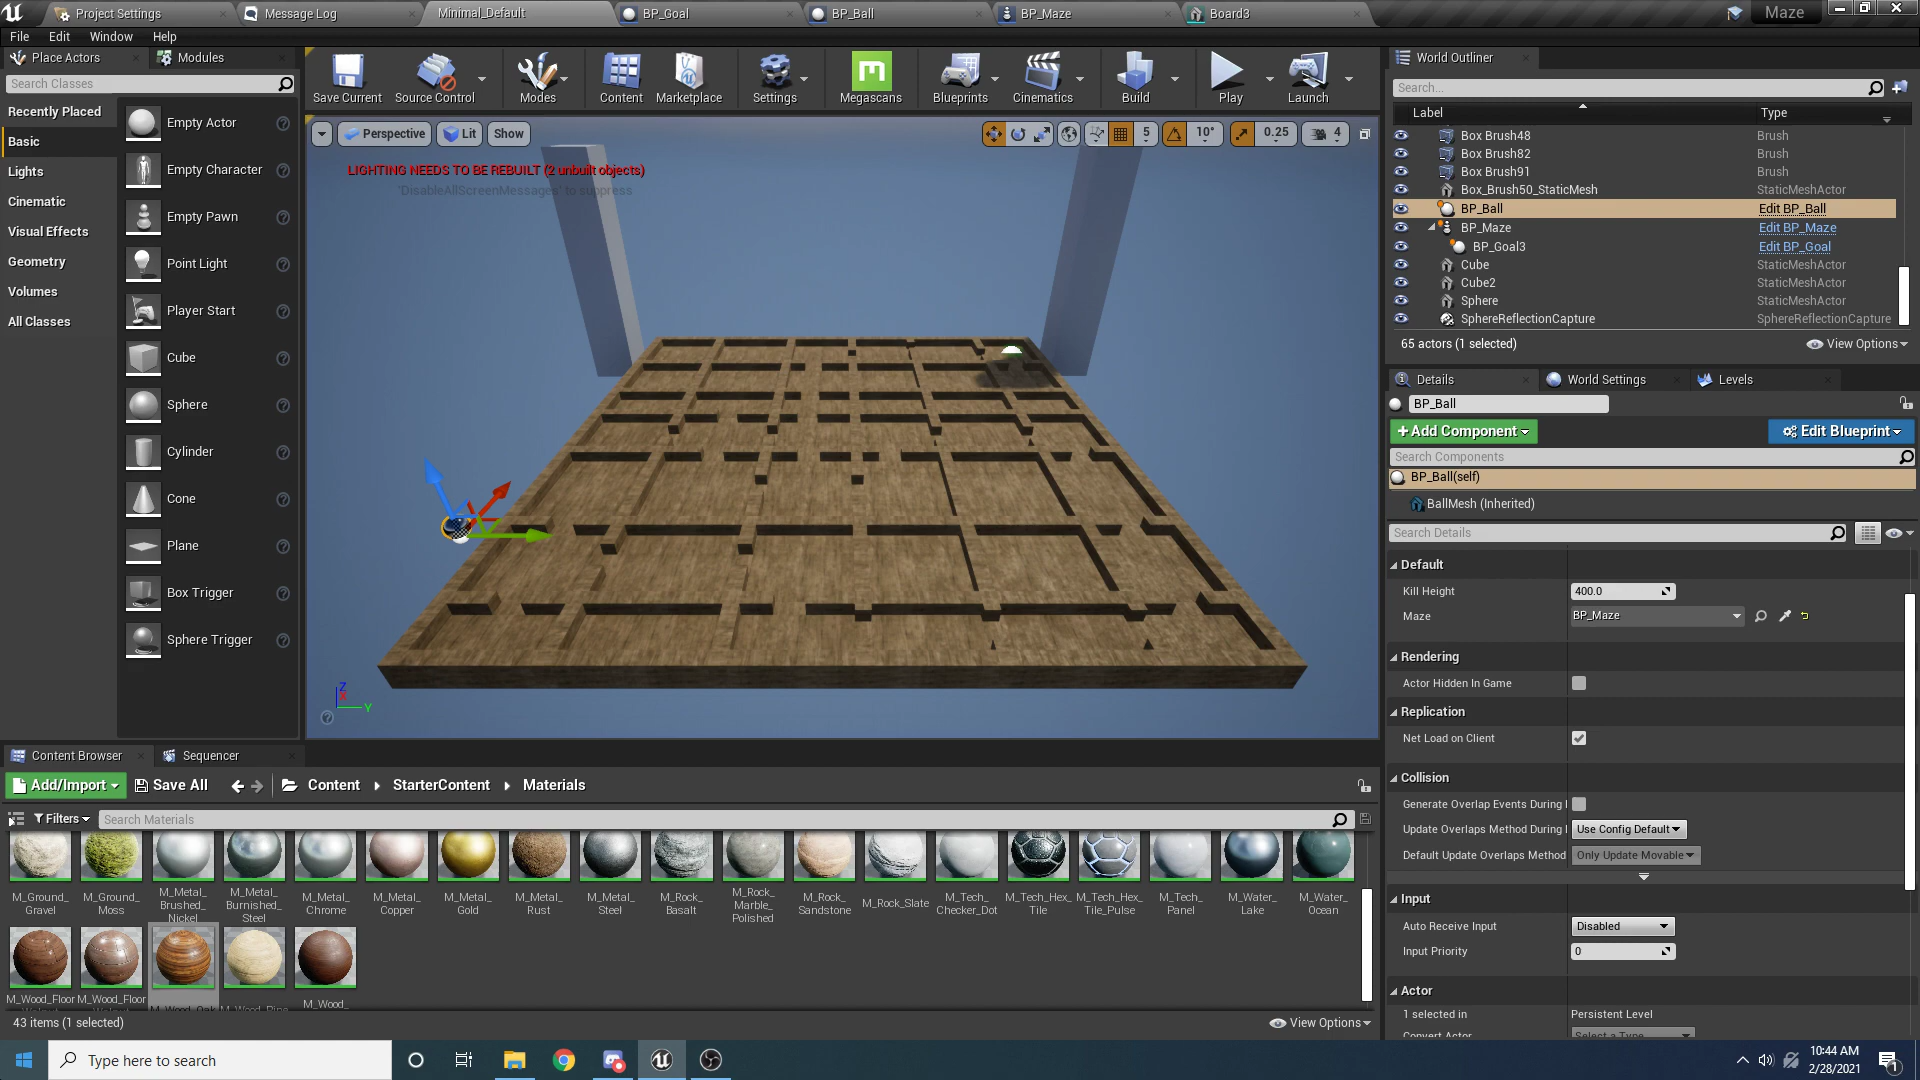 Project Settings
Message Log
Minimal_Default
BP_Goal
BP_Ball
BP_Maze
Board3
Maze
File Edit Window Help
Place Actors
Modules
Search Classes
Recently Placed
Basic
Lights
Cinematic
Visual Effects
Geometry
Volumes
All Classes
Empty Actor
Empty Character
Empty Pawn
Point Light
Player Start
Cube
Sphere
Cylinder
Cone
Plane
Box Trigger
Sphere Trigger
Save Current
Source Control
Modes
Content
Marketplace
Settings
Megascans
Blueprints
Cinematics
Build
Play
Launch
Perspective
Lit
Show
5
10°
0.25
4
LIGHTING NEEDS TO BE REBUILT (2 unbuilt objects)
'DisableAllScreenMessages' to suppress
Z
X
Y
World Outliner
Search...
Label Type
Box Brush48 Brush
Box Brush82 Brush
Box Brush91 Brush
Box_Brush50_StaticMesh StaticMeshActor
BP_Ball Edit BP_Ball
BP_Maze Edit BP_Maze
BP_Goal3 Edit BP_Goal
Cube StaticMeshActor
Cube2 StaticMeshActor
Sphere StaticMeshActor
SphereReflectionCapture SphereReflectionCapture
65 actors (1 selected)
View Options
Details
World Settings
Levels
BP_Ball
+Add Component
Edit Blueprint
Search Components
BP_Ball(self)
BallMesh (Inherited)
Search Details
Default
Kill Height 400.0
Maze BP_Maze
Rendering
Actor Hidden In Game
Replication
Net Load on Client
Collision
Generate Overlap Events During
Update Overlaps Method During Use Config Default
Default Update Overlaps Method Only Update Movable
Input
Auto Receive Input Disabled
Input Priority 0
Actor
1 selected in Persistent Level
Convert Actor Select a Type
Content Browser
Sequencer
Add/Import
Save All
Content
StarterContent
Materials
Filters
Search Materials
M_Ground_
Gravel
M_Ground_
Moss
M_Metal_
Brushed_
Nickel
M_Metal_
Burnished_
Steel
M_Metal_
Chrome
M_Metal_
Copper
M_Metal_
Gold
M_Metal_
Rust
M_Metal_
Steel
M_Rock_
Basalt
M_Rock_
Marble_
Polished
M_Rock_
Sandstone
M_Rock_Slate
M_Tech_
Checker_Dot
M_Tech_Hex_
Tile
M_Tech_Hex_
Tile_Pulse
M_Tech_
Panel
M_Water_
Lake
M_Water_
Ocean
M_Wood_Floor
M_Wood_Floor
M_Wood_Oak
M_Wood_Pine
M_Wood_
43 items (1 selected)
View Options
Type here to search
10:44 AM
2/28/2021
1